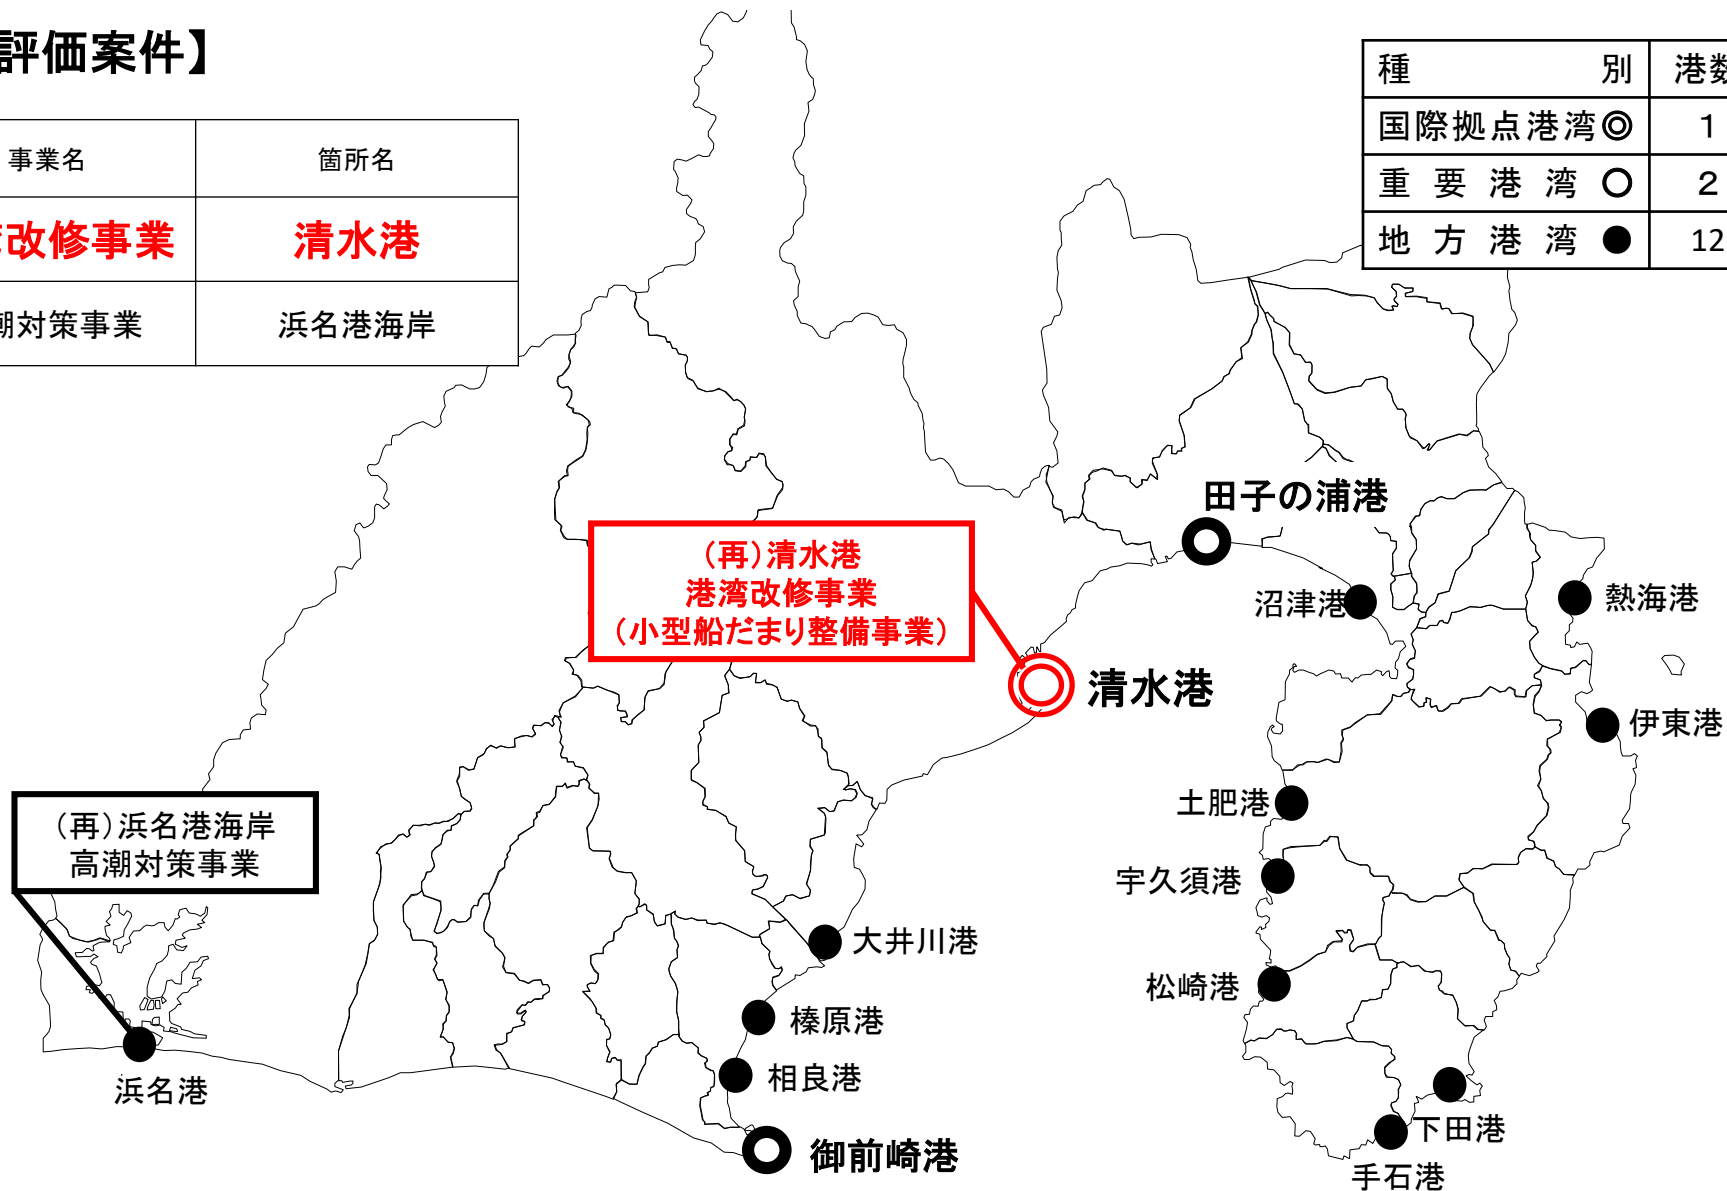 評価案件】
種 別 港数
国際拠点港湾◎ 1
重要港湾○ 2
地方港湾● 12
事業名 箇所名
改修事業 清水港
潮対策事業 浜名港海岸
田子の浦港
(再)清水港
港湾改修事業
(小型船だまり整備事業)
沼津港
熱海港
清水港
伊東港
土肥港
(再)浜名港海岸
高潮対策事業
宇久須港
大井川港
松崎港
榛原港
相良港
浜名港
下田港
御前崎港
手石港